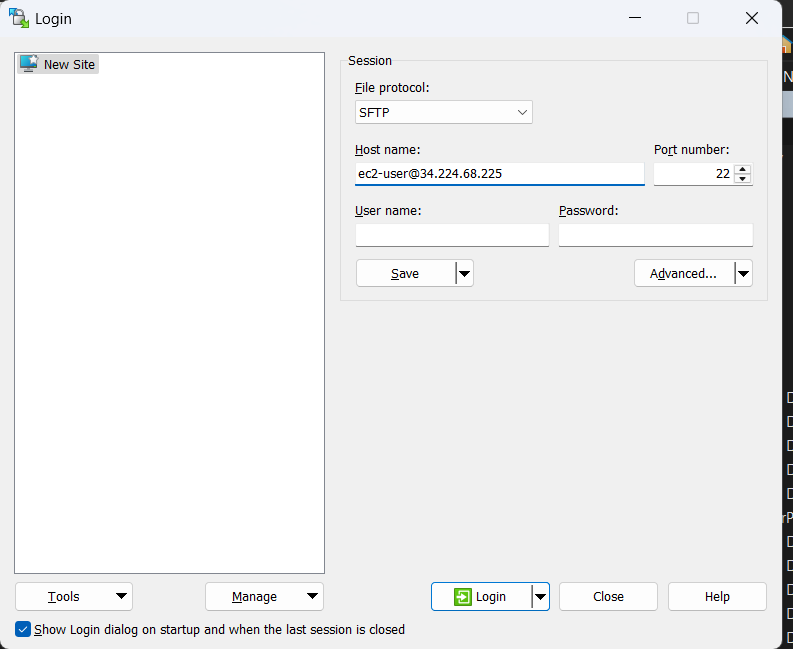 Login
New Site
Session
File protocol:
SFTP
Host name:
Port number:
ec2-user@34.224.68.225
22
User name:
Password:
Save
Advanced...
Tools
Manage
Login
Close
Help
Show Login dialog on startup and when the last session is closed